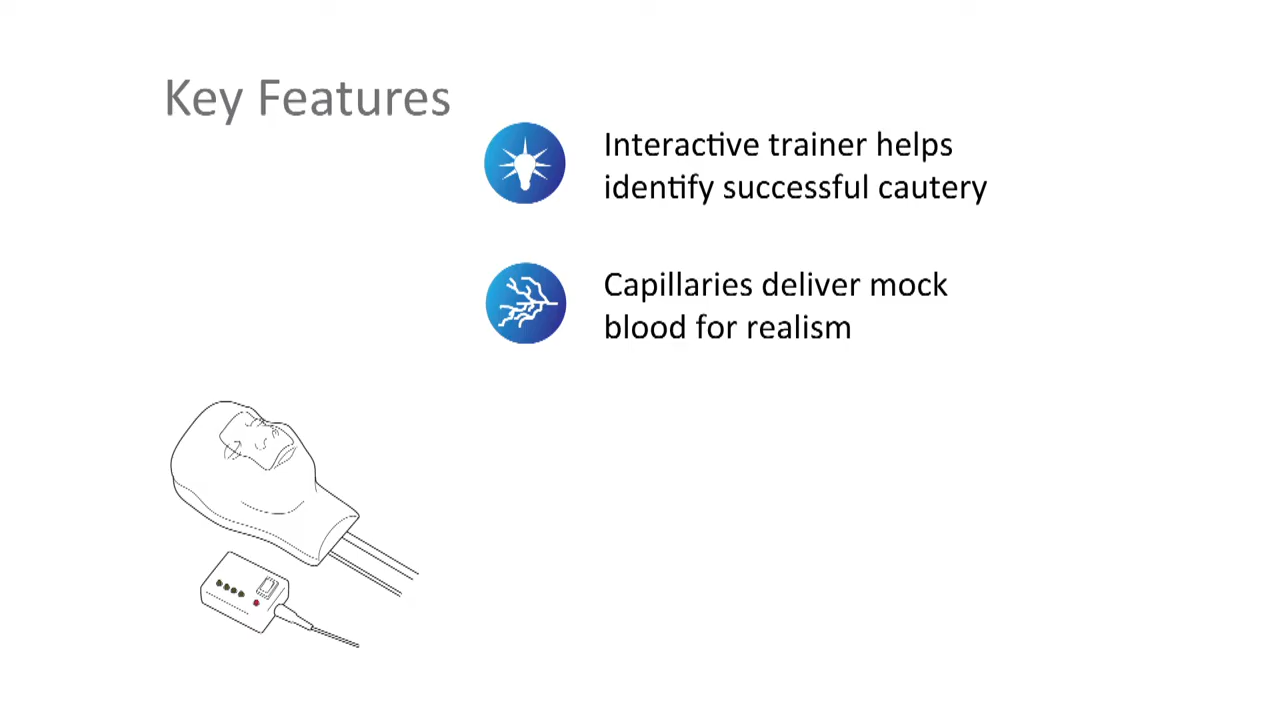 Key Features
Interactive trainer helps
identify successful cautery
Capillaries deliver mock
blood for realism